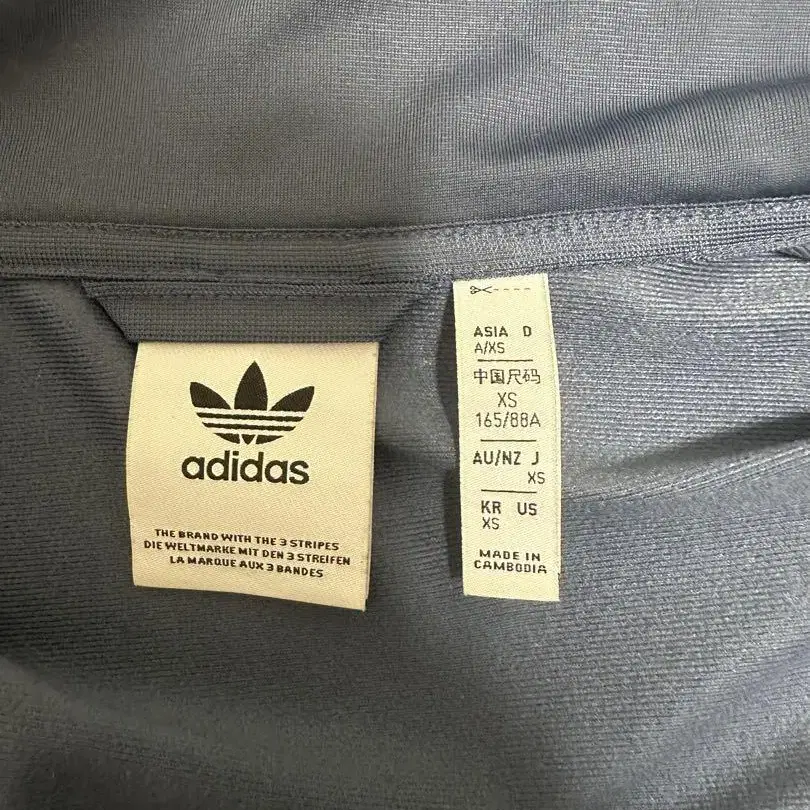 adidas
THE BRAND WITH THE 3 STRIPES
DIE WELTMARKE MIT DEN 3 STREIFEN
LA MARQUE AUX 3 BANDES
ASIA D
A/XS
中国尺码
XS
165/88A
AU/NZ J
XS
KR US
XS
MADE IN
CAMBODIA